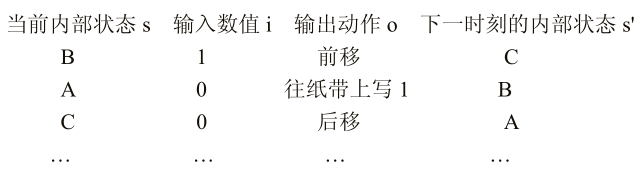 当前内部状态 s 输入数值 i 输出动作 o 下一时刻的内部状态 s'
B 1 前移 C
A 0 往纸带上写 1 B
C 0 后移 A
… … … …